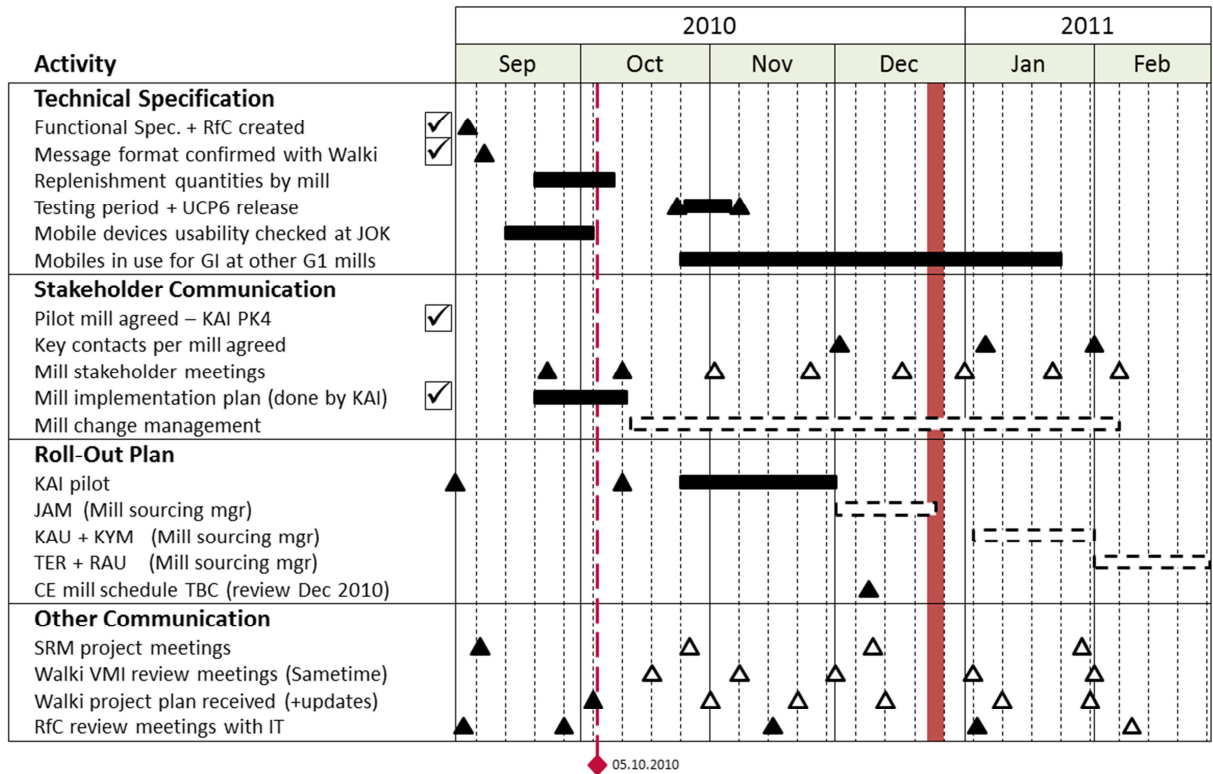 2010 2011
Activity Sep Oct Nov Dec Jan Feb
Technical Specification
Functional Spec. + RfC created
Message format confirmed with Walki
Replenishment quantities by mill
Testing period + UCP6 release
Mobile devices usability checked at JOK
Mobiles in use for GI at other G1 mills
Stakeholder Communication
Pilot mill agreed – KAI PK4
Key contacts per mill agreed
Mill stakeholder meetings
Mill implementation plan (done by KAI)
Mill change management
Roll-Out Plan
KAI pilot
JAM (Mill sourcing mgr)
KAU + KYM (Mill sourcing mgr)
TER + RAU (Mill sourcing mgr)
CE mill schedule TBC (review Dec 2010)
Other Communication
SRM project meetings
Walki VMI review meetings (Sametime)
Walki project plan received (+updates)
RfC review meetings with IT
05.10.2010